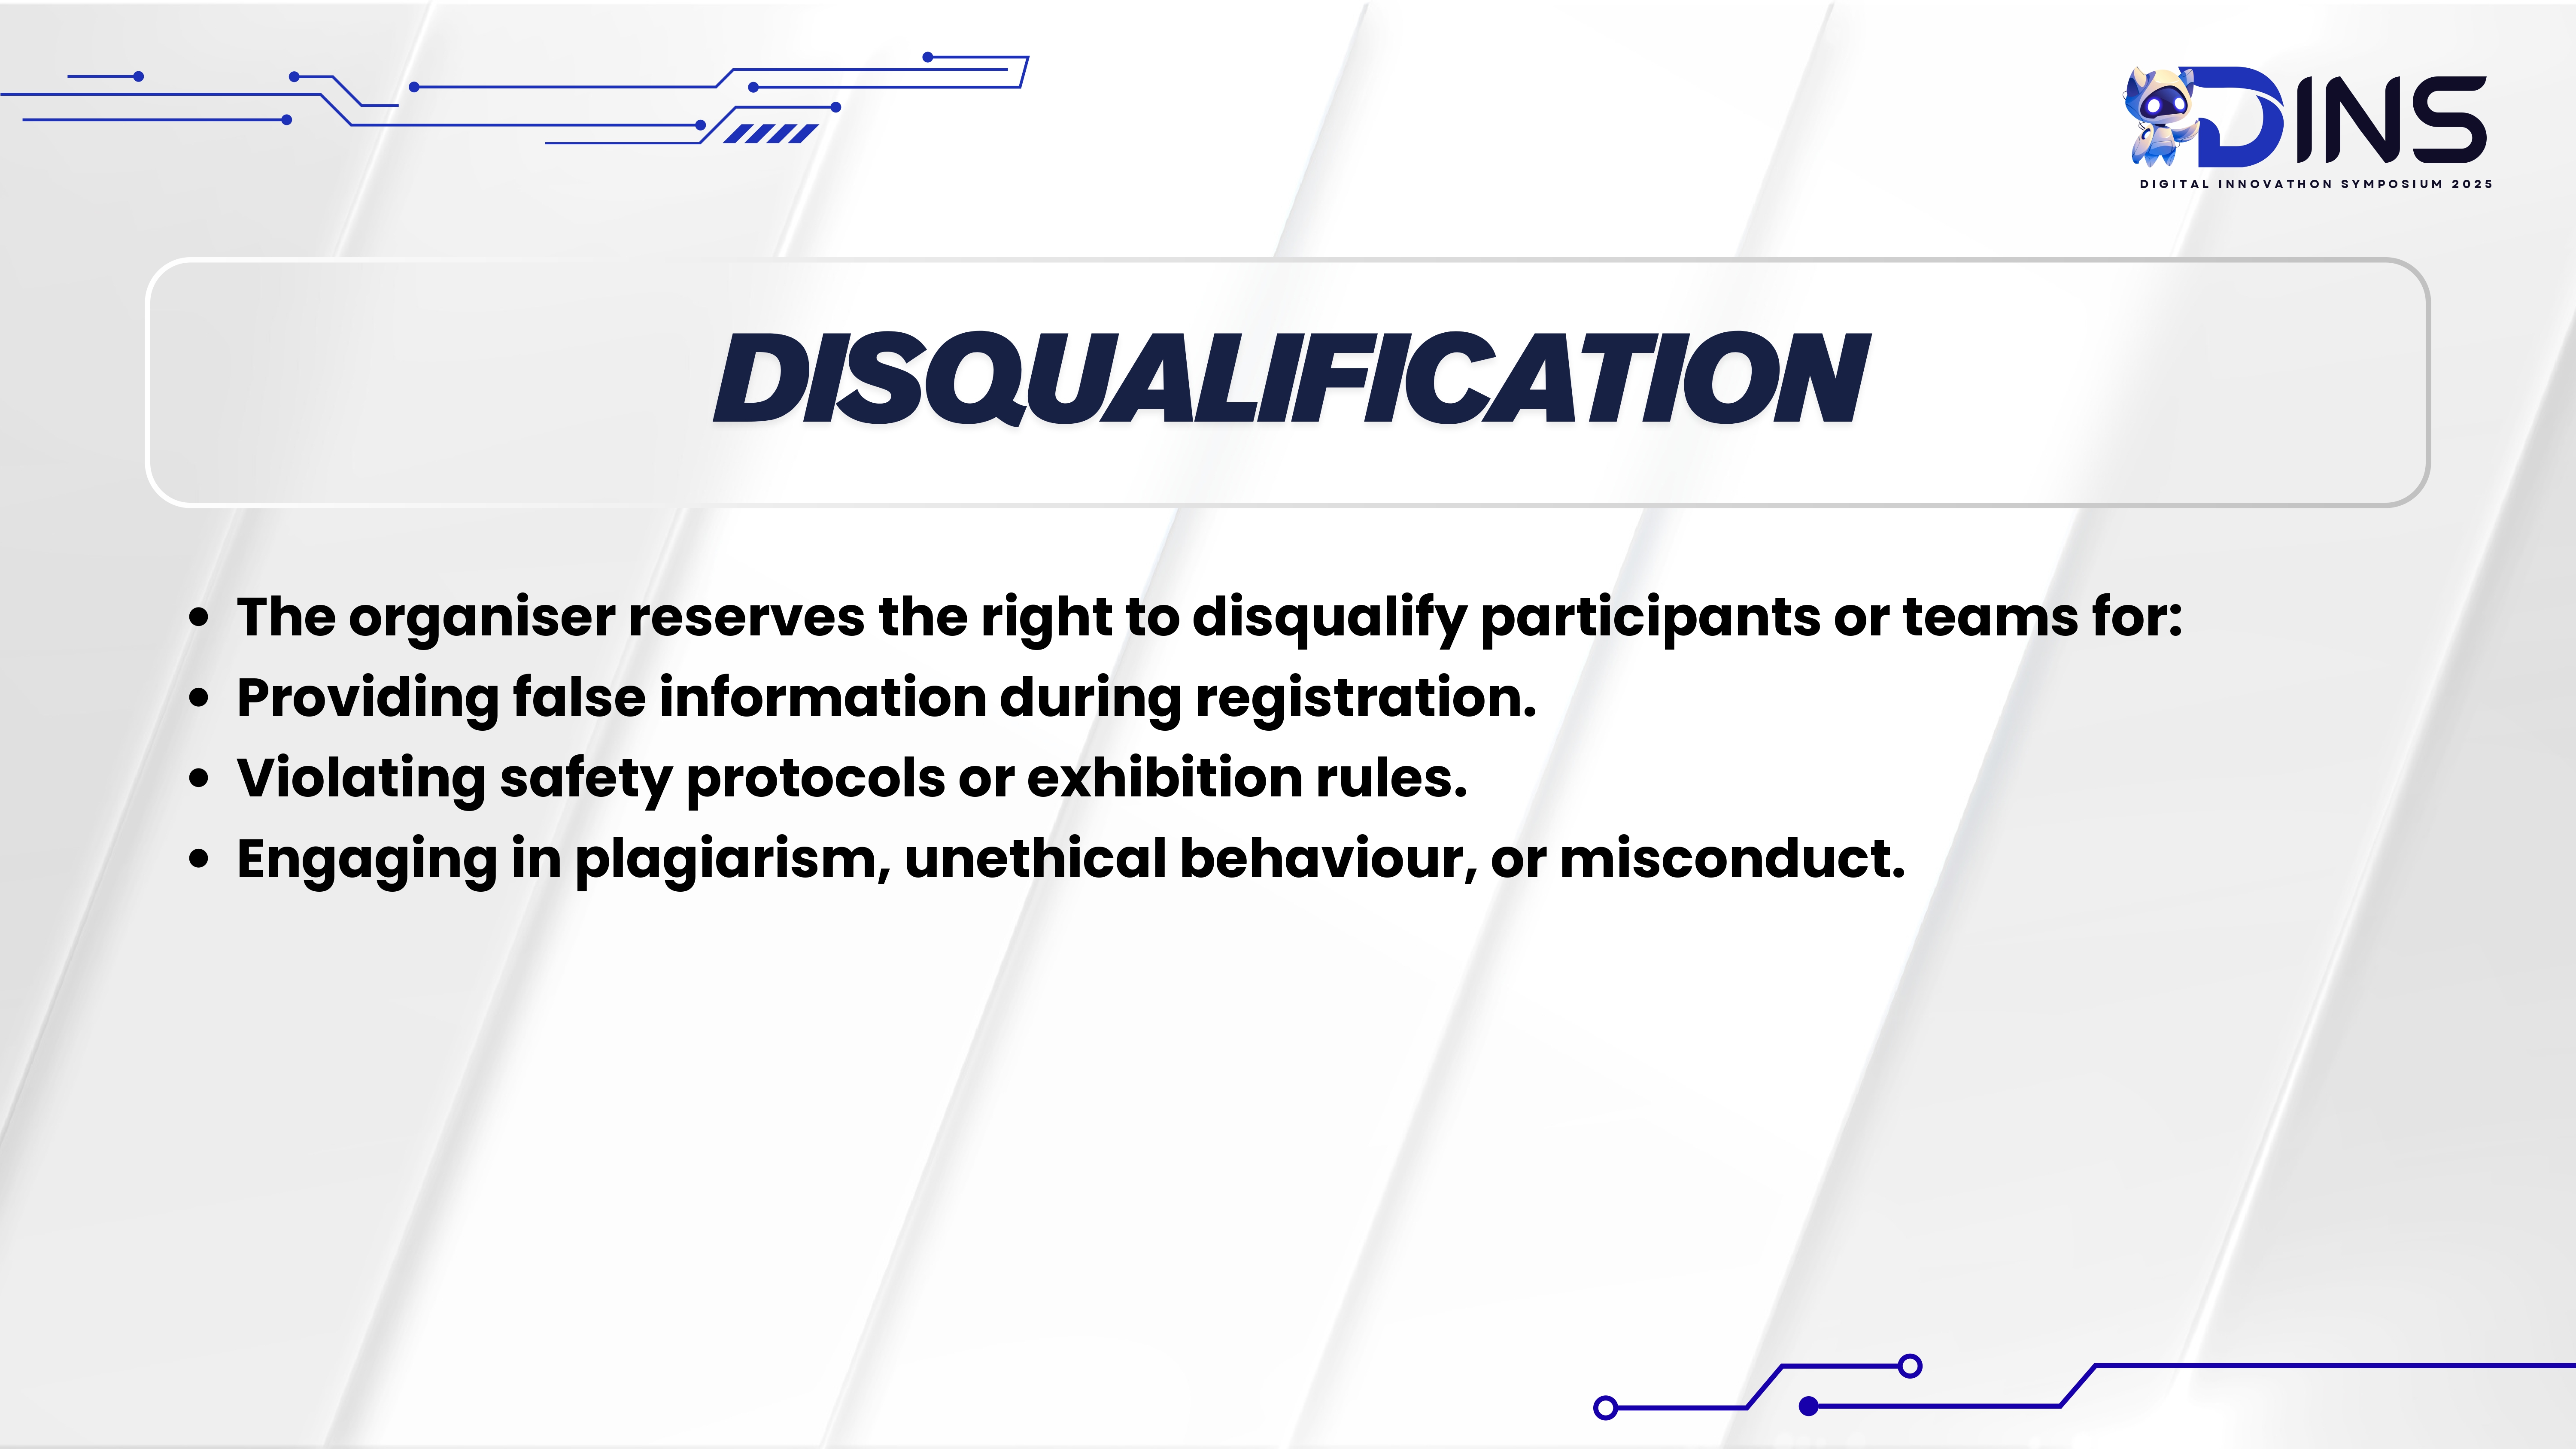 DINS
DIGITAL INNOVATHON SYMPOSIUM 2025
DISQUALIFICATION
• The organiser reserves the right to disqualify participants or teams for:
• Providing false information during registration.
• Violating safety protocols or exhibition rules.
• Engaging in plagiarism, unethical behaviour, or misconduct.